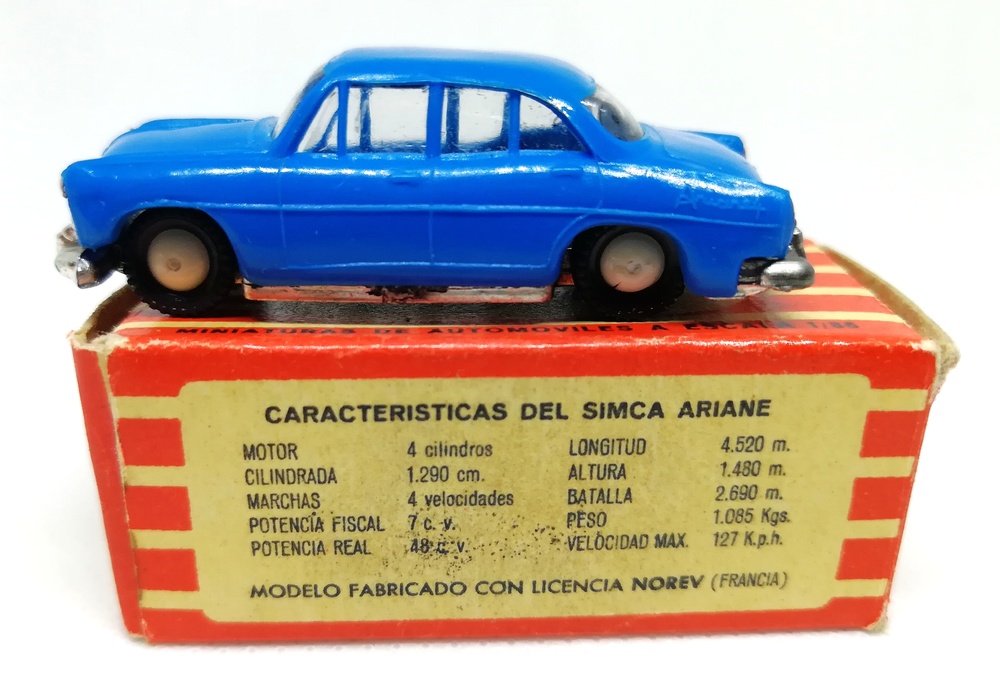 MINIATURAS DE AUTOMOVILES A ESCALA 1/86
CARACTERISTICAS DEL SIMCA ARIANE
MOTOR 4 cilindros
CILINDRADA 1.290 cm.
MARCHAS 4 velocidades
POTENCIA FISCAL 7 c. v.
POTENCIA REAL 48 c. v.
LONGITUD 4.520 m.
ALTURA 1.480 m.
BATALLA 2.690 m.
PESO 1.085 Kgs.
VELOCIDAD MAX. 127 K.p.h.
MODELO FABRICADO CON LICENCIA NOREV (FRANCIA)